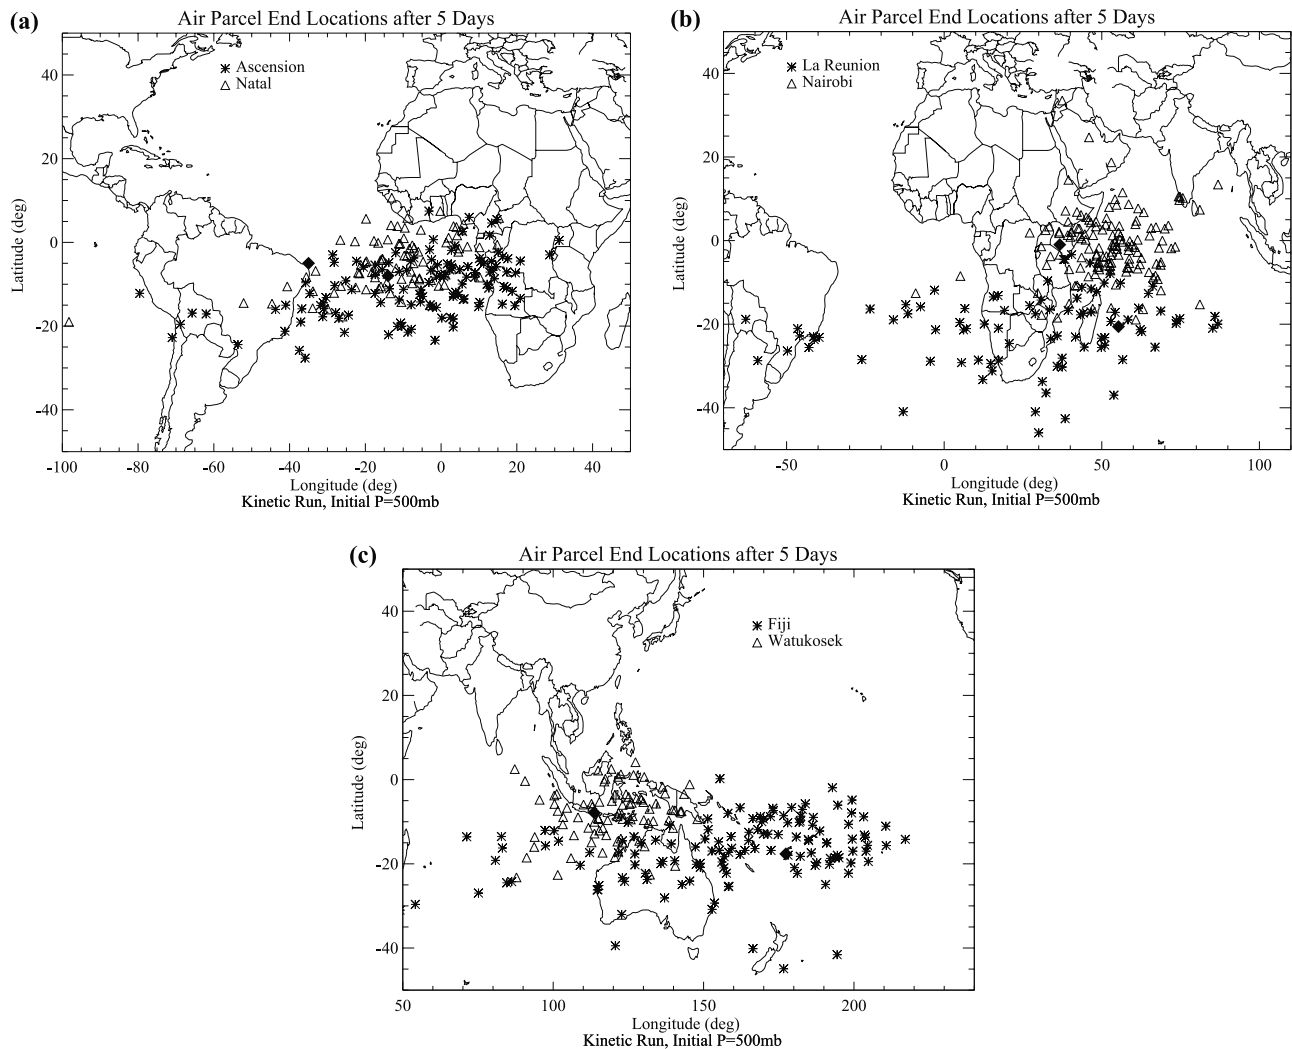 (a)
Air Parcel End Locations after 5 Days
Ascension
Natal
40
20
0
-20
-40
Latitude (deg)
-100
-80
-60
-40
-20
0
20
40
Longitude (deg)
Kinetic Run, Initial P=500mb
(b)
Air Parcel End Locations after 5 Days
La Reunion
Nairobi
40
20
0
-20
-40
Latitude (deg)
-50
0
50
100
Longitude (deg)
Kinetic Run, Initial P=500mb
(c)
Air Parcel End Locations after 5 Days
Fiji
Watukosek
40
20
0
-20
-40
Latitude (deg)
50
100
150
200
Longitude (deg)
Kinetic Run, Initial P=500mb